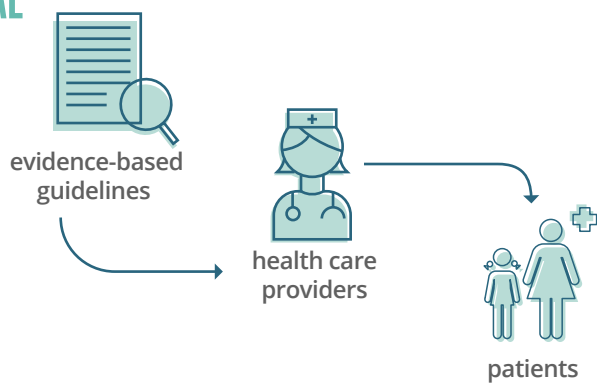 evidence-based
guidelines
health care
providers
patients